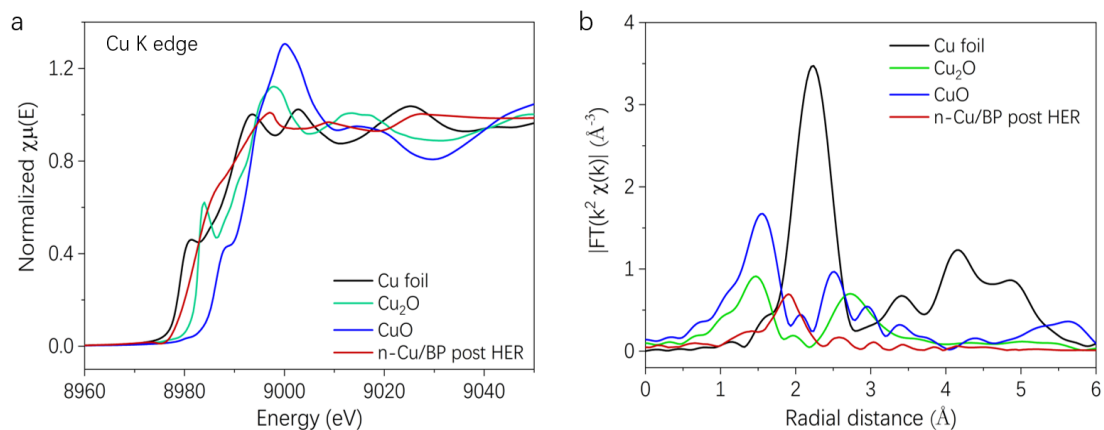 a
Cu K edge
Normalized χμ(E)
1.2
0.8
0.4
0.0
8960
8980
9000
9020
9040
Energy (eV)
Cu foil
Cu₂O
CuO
n-Cu/BP post HER
b
|FT(k² χ(k)| (Å⁻³)
4
3
2
1
0
0
1
2
3
4
5
6
Radial distance (Å)
Cu foil
Cu₂O
CuO
n-Cu/BP post HER